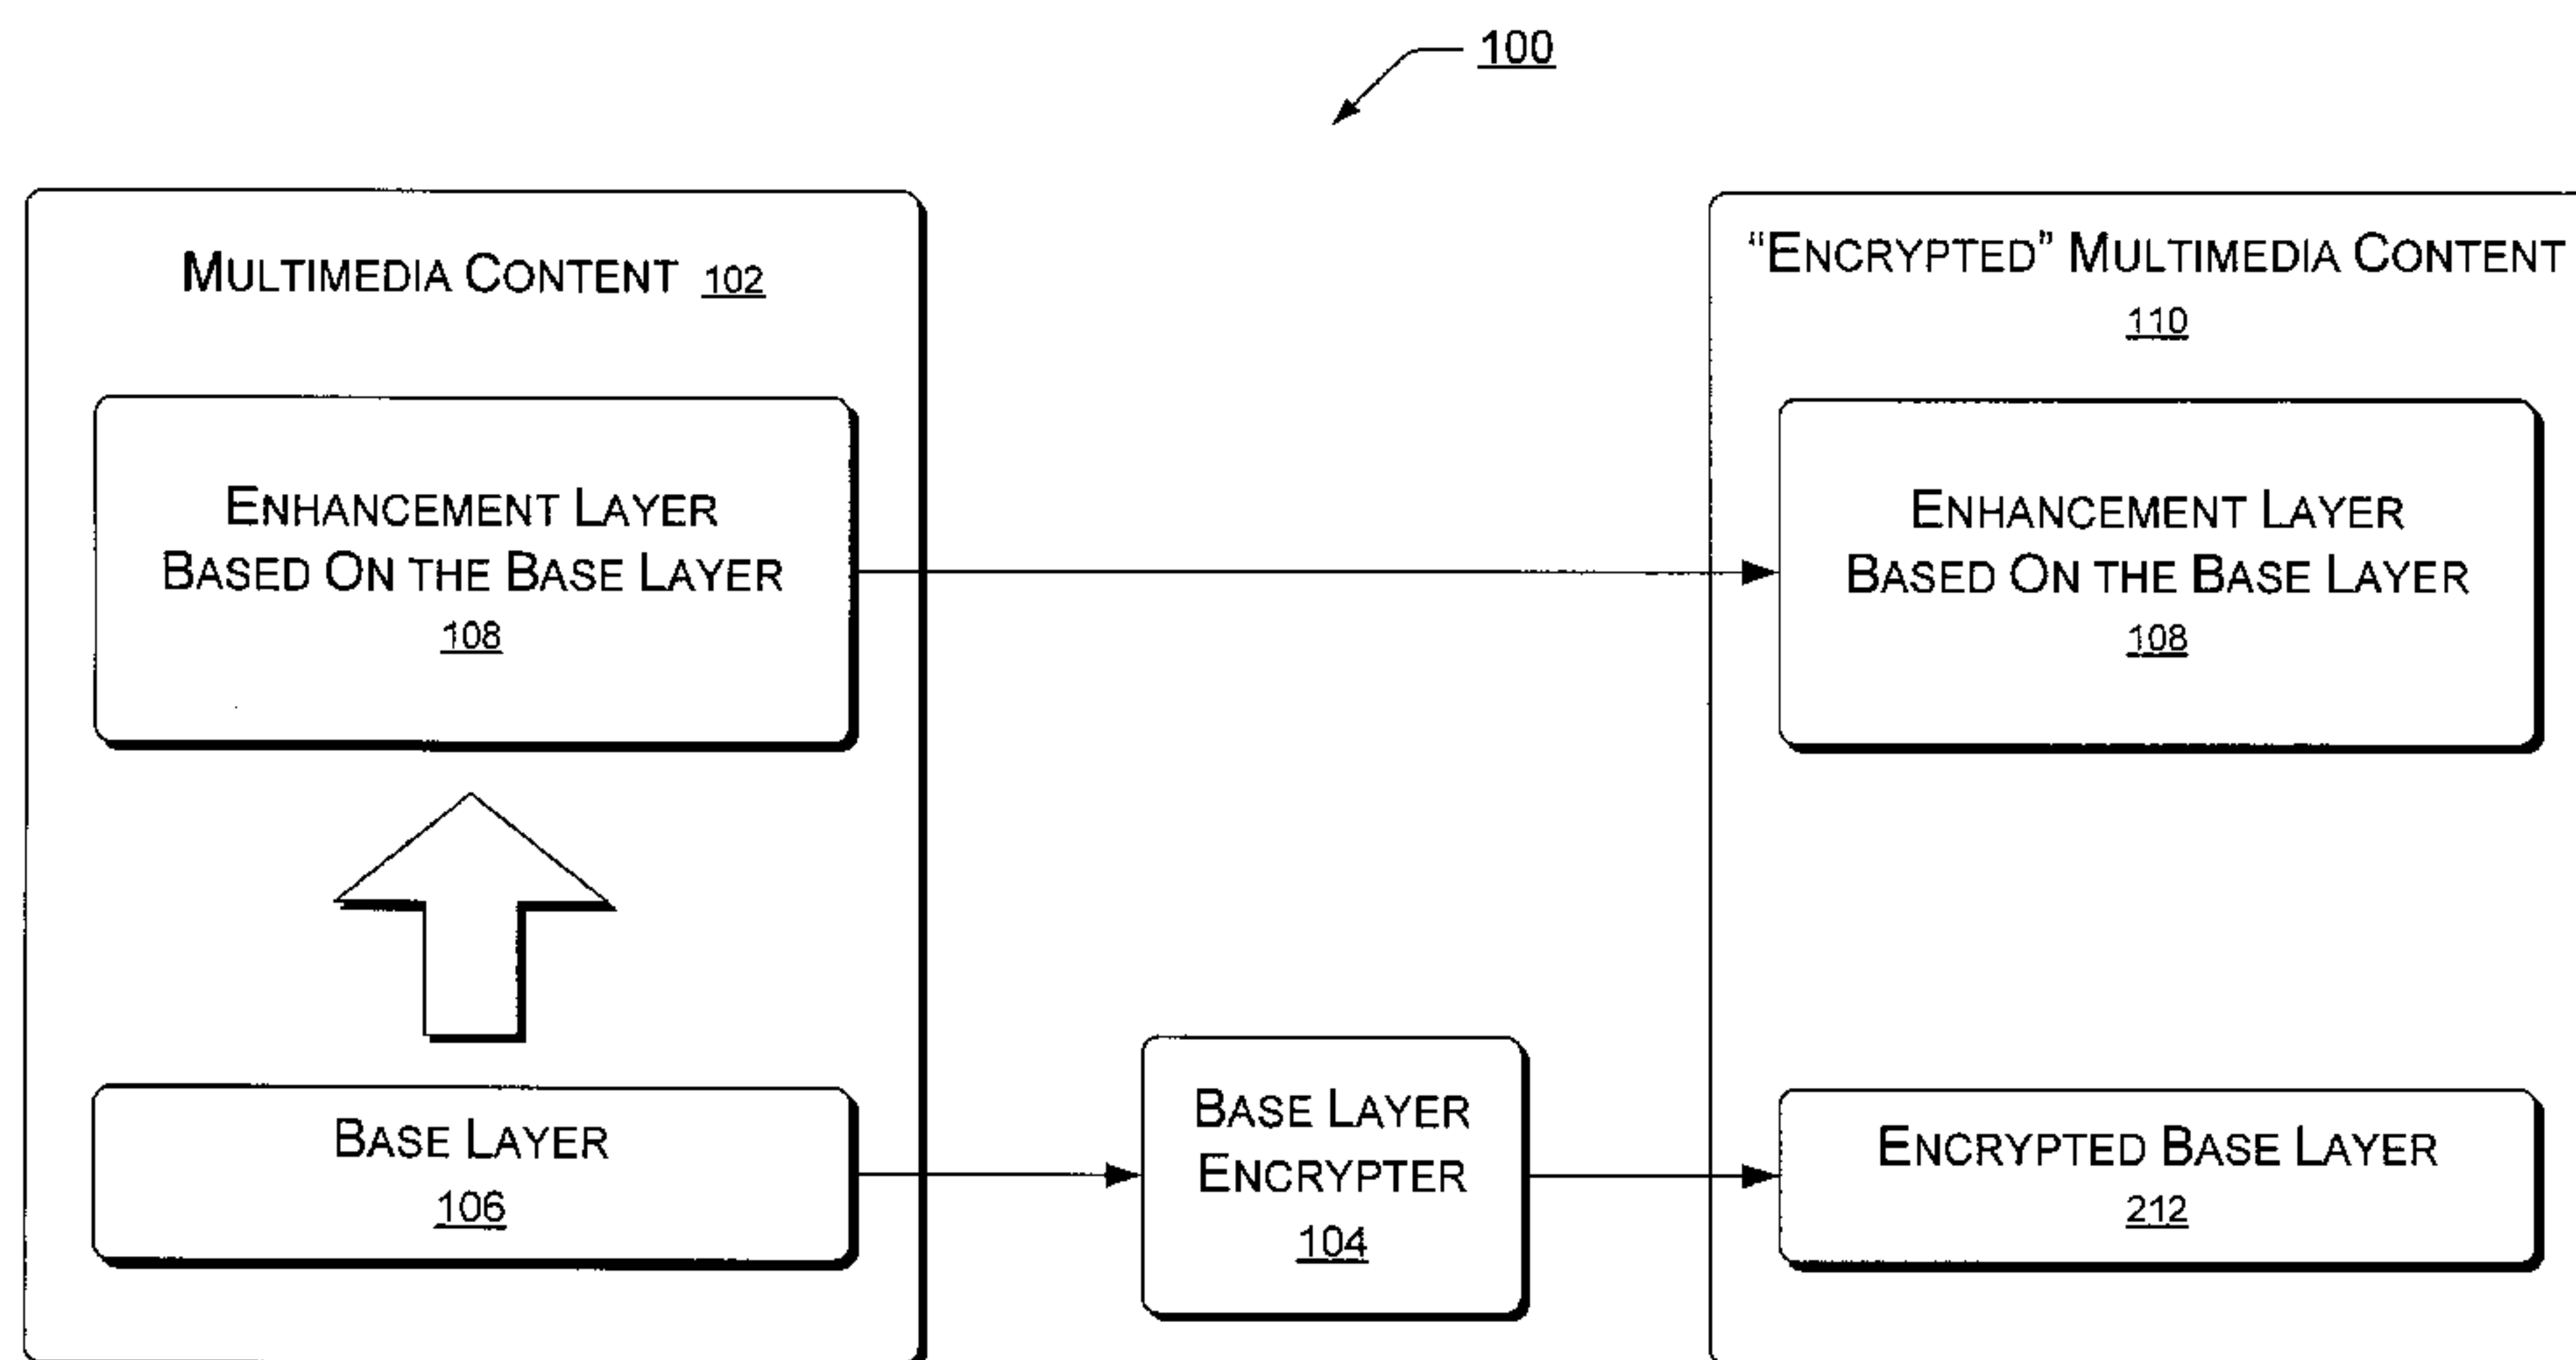 100
MULTIMEDIA CONTENT 102
ENHANCEMENT LAYER
BASED ON THE BASE LAYER
108
BASE LAYER
106
BASE LAYER
ENCRYPTER
104
“ENCRYPTED” MULTIMEDIA CONTENT
110
ENHANCEMENT LAYER
BASED ON THE BASE LAYER
108
ENCRYPTED BASE LAYER
212